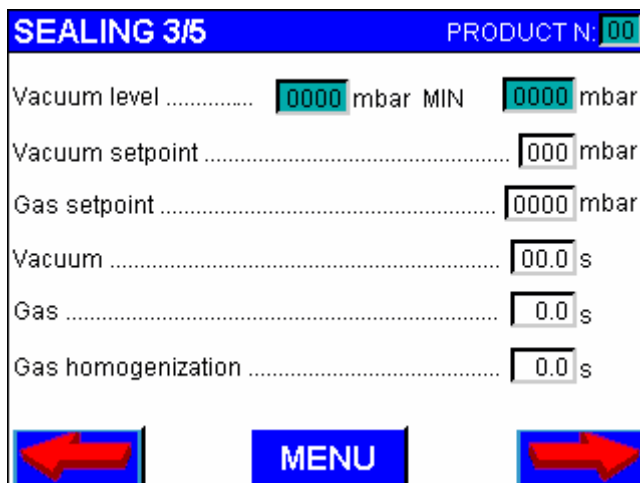 SEALING 3/5 PRODUCT N: 00
Vacuum level .............. 0000 mbar MIN 0000 mbar
Vacuum setpoint .................................................. 000 mbar
Gas setpoint ....................................................... 0000 mbar
Vacuum ................................................................ 00.0 s
Gas ....................................................................... 0.0 s
Gas homogenization ......................................... 0.0 s
MENU